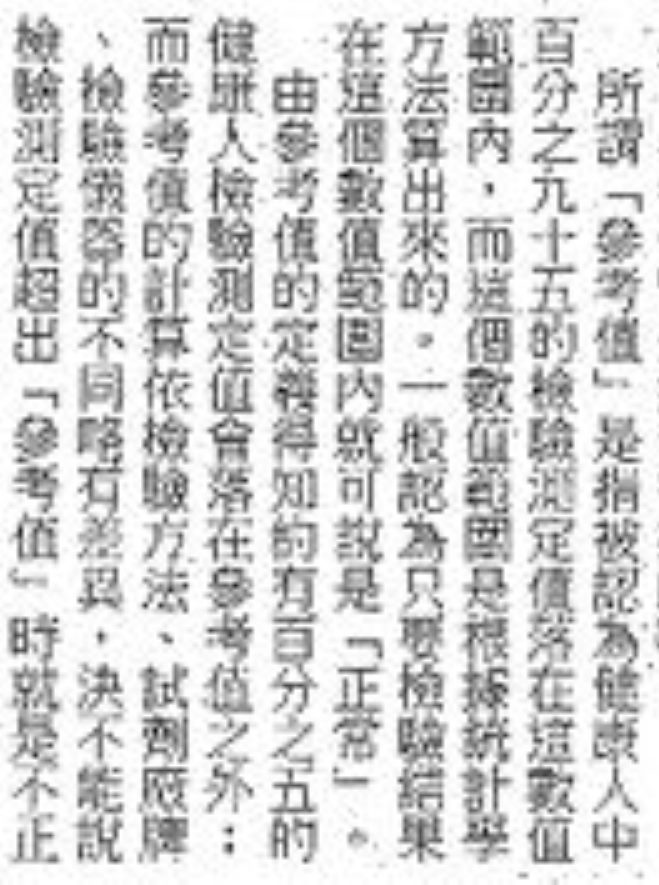 所謂「參考值」是指被認為健康人中
百分之九十五的檢驗測定值落在這數值
範圍內，而這個數值範圍是根據統計學
方法算出來的。一般認為只要檢驗結果
在這個數值範圍內就可說是「正常」。
由參考值的定義得知約有百分之五的
健康人檢驗測定值會落在參考值之外：
而參考值的計算依檢驗方法、試劑廠牌
、檢驗儀器的不同略有差異，決不能說
檢驗測定值超出「參考值」時就是不正